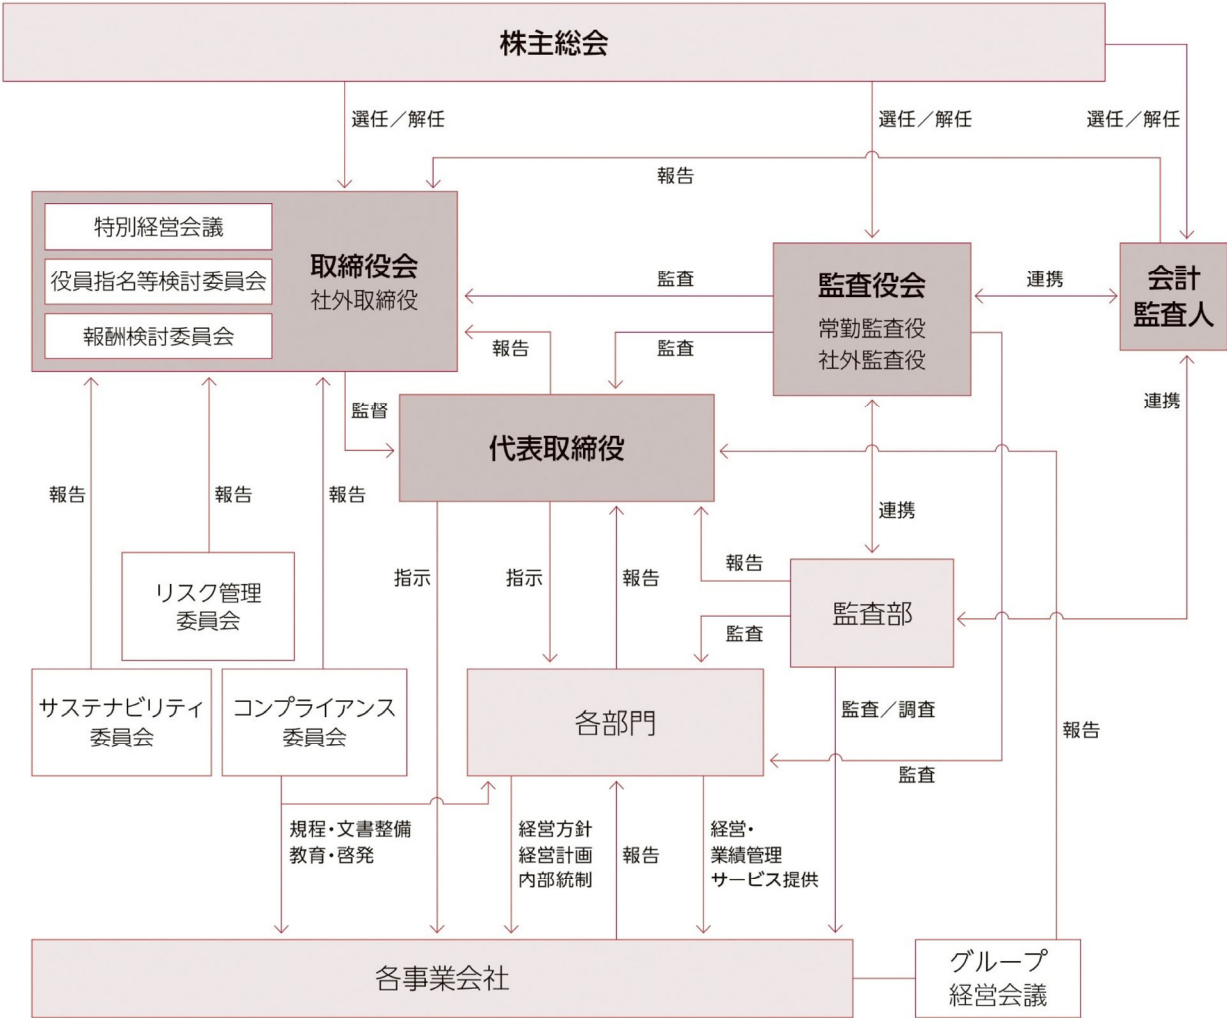 株主総会
選任／解任
選任／解任
選任／解任
報告
特別経営会議
役員指名等検討委員会
報酬検討委員会
取締役会
社外取締役
監査
監査役会
常勤監査役
社外監査役
連携
会計
監査人
報告
監査
監督
代表取締役
連携
報告
報告
報告
連携
リスク管理
委員会
指示
指示
報告
報告
監査部
監査
サステナビリティ
委員会
コンプライアンス
委員会
各部門
監査／調査
報告
監査
規程・文書整備
教育・啓発
経営方針
経営計画
内部統制
報告
経営・
業績管理
サービス提供
各事業会社
グループ
経営会議